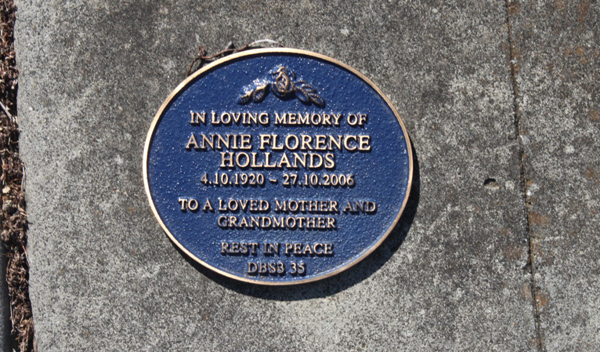 IN LOVING MEMORY OF
ANNIE FLORENCE
HOLLANDS
4.10.1920 ~ 27.10.2006
TO A LOVED MOTHER AND
GRANDMOTHER
REST IN PEACE
DBSB 35